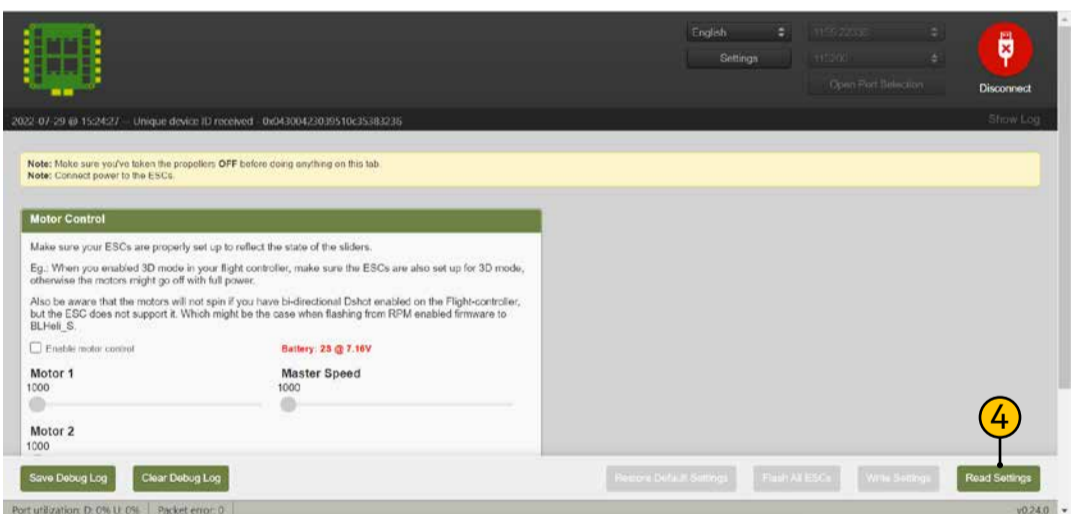 English
Settings
115200
Open Port Selection
Disconnect
2022-07-29 @ 15:24:27 -- Unique device ID received - 0x04300423039510c35383236
Show Log
Note: Make sure you've taken the propellers OFF before doing anything on this tab.
Note: Connect power to the ESCs.
Motor Control
Make sure your ESCs are properly set up to reflect the state of the sliders.
Eg.: When you enabled 3D mode in your flight controller, make sure the ESCs are also set up for 3D mode,
otherwise the motors might go off with full power.
Also be aware that the motors will not spin if you have bi-directional Dshot enabled on the Flight-controller,
but the ESC does not support it. Which might be the case when flashing from RPM enabled firmware to
BLHeli_S.
Enable motor control
Battery: 2S @ 7.16V
Motor 1
1000
Master Speed
1000
Motor 2
1000
4
Save Debug Log
Clear Debug Log
Restore Default Settings
Flash All ESCs
Write Settings
Read Settings
Port utilization: D: 0% U: 0%
Packet error: 0
v0.24.0